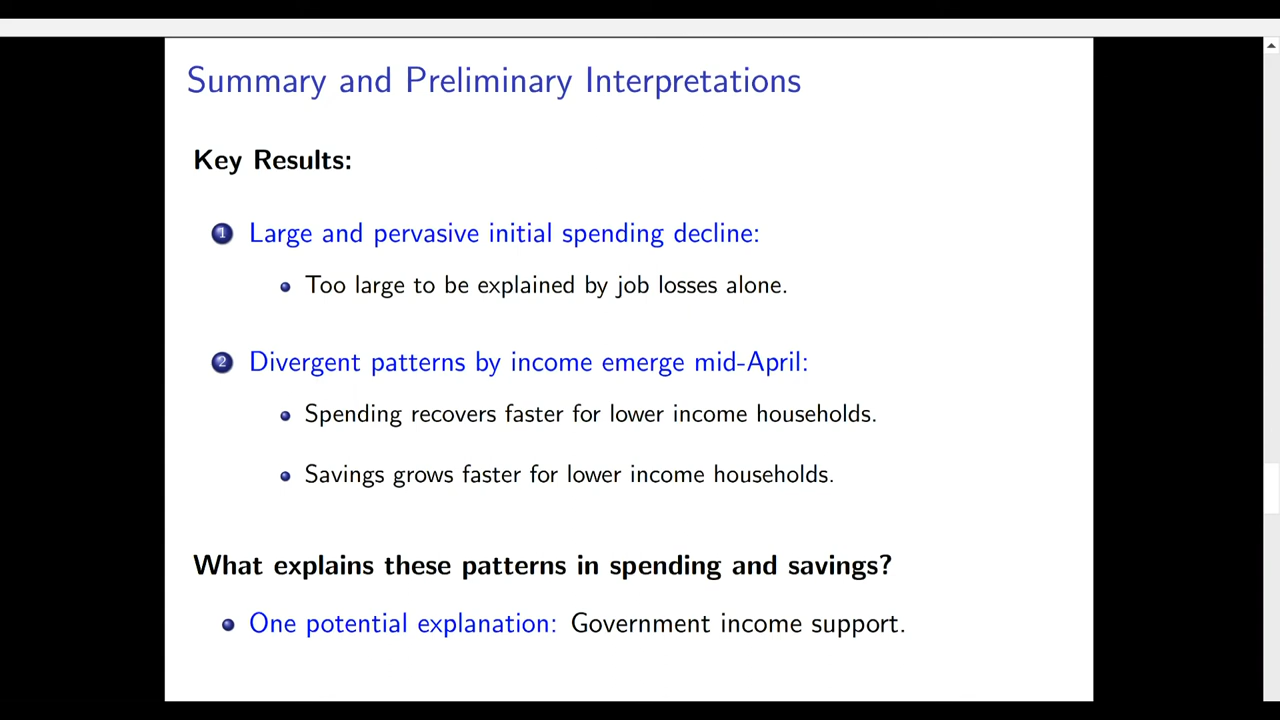 Summary and Preliminary Interpretations
Key Results:
1 Large and pervasive initial spending decline:
Too large to be explained by job losses alone.
2 Divergent patterns by income emerge mid-April:
Spending recovers faster for lower income households.
Savings grows faster for lower income households.
What explains these patterns in spending and savings?
One potential explanation: Government income support.